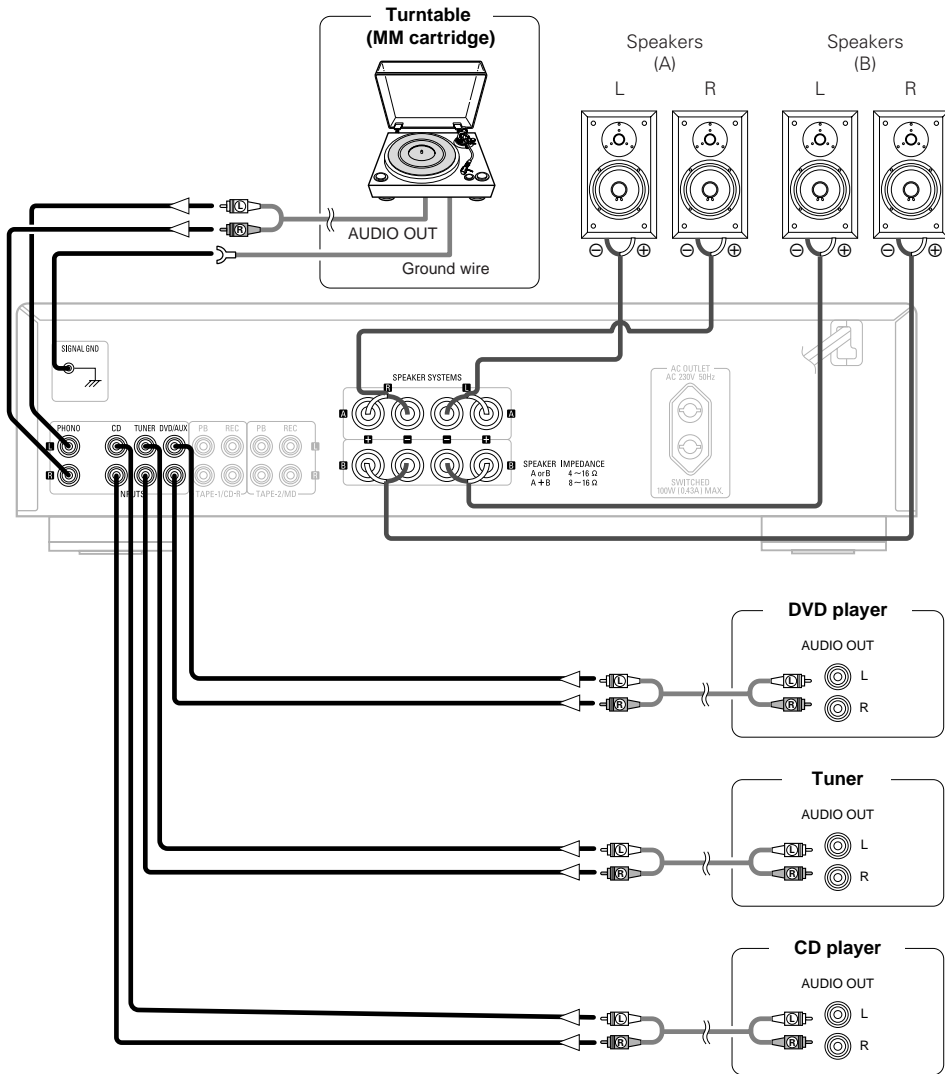 Turntable
(MM cartridge)
Speakers
(A)
Speakers
(B)
L
R
L
R
L
R
AUDIO OUT
Ground wire
SIGNAL GND
SPEAKER SYSTEMS
R
L
A
A
+
-
-
+
B
B
SPEAKER IMPEDANCE
A or B 4~16 Ω
A + B 8~16 Ω
AC OUTLET
AC 230V 50Hz
SWITCHED
100W (0.43A) MAX.
PHONO
CD
TUNER
DVD/AUX
PB
REC
PB
REC
L
L
R
R
INPUTS
TAPE-1/CD-R
TAPE-2/MD
DVD player
AUDIO OUT
L
L
L
R
R
R
Tuner
AUDIO OUT
L
L
L
R
R
R
CD player
AUDIO OUT
L
L
L
R
R
R